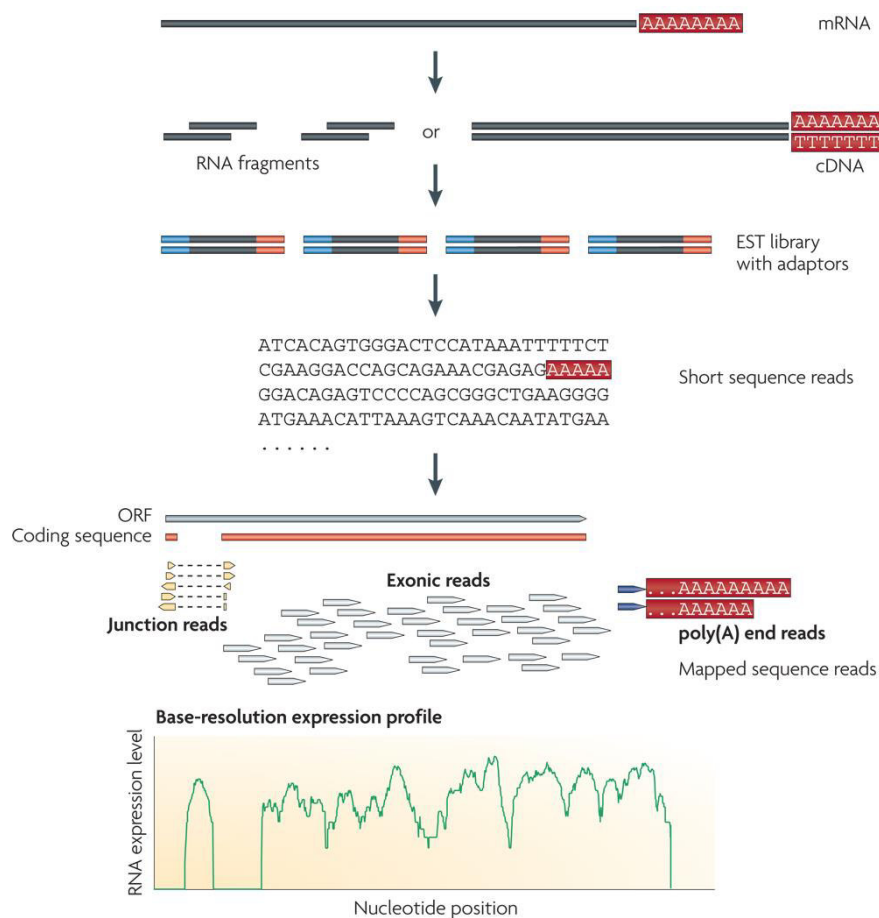 AAAAAAAA
mRNA
AAAAAAA
or
TTTTTTT
RNA fragments
cDNA
EST library
with adaptors
ATCACAGTGGGACTCCATAAATTTTTCT
CGAAGGACCAGCAGAAACGAGAGAAAAA
GGACAGAGTCCCCAGCGGGCTGAAGGGG
ATGAAACATTAAAGTCAAACAATATGAA
. . . . . .
Short sequence reads
ORF
Coding sequence
Exonic reads
...AAAAAAAAA
...AAAAAA
Junction reads
poly(A) end reads
Mapped sequence reads
Base-resolution expression profile
RNA expression level
Nucleotide position